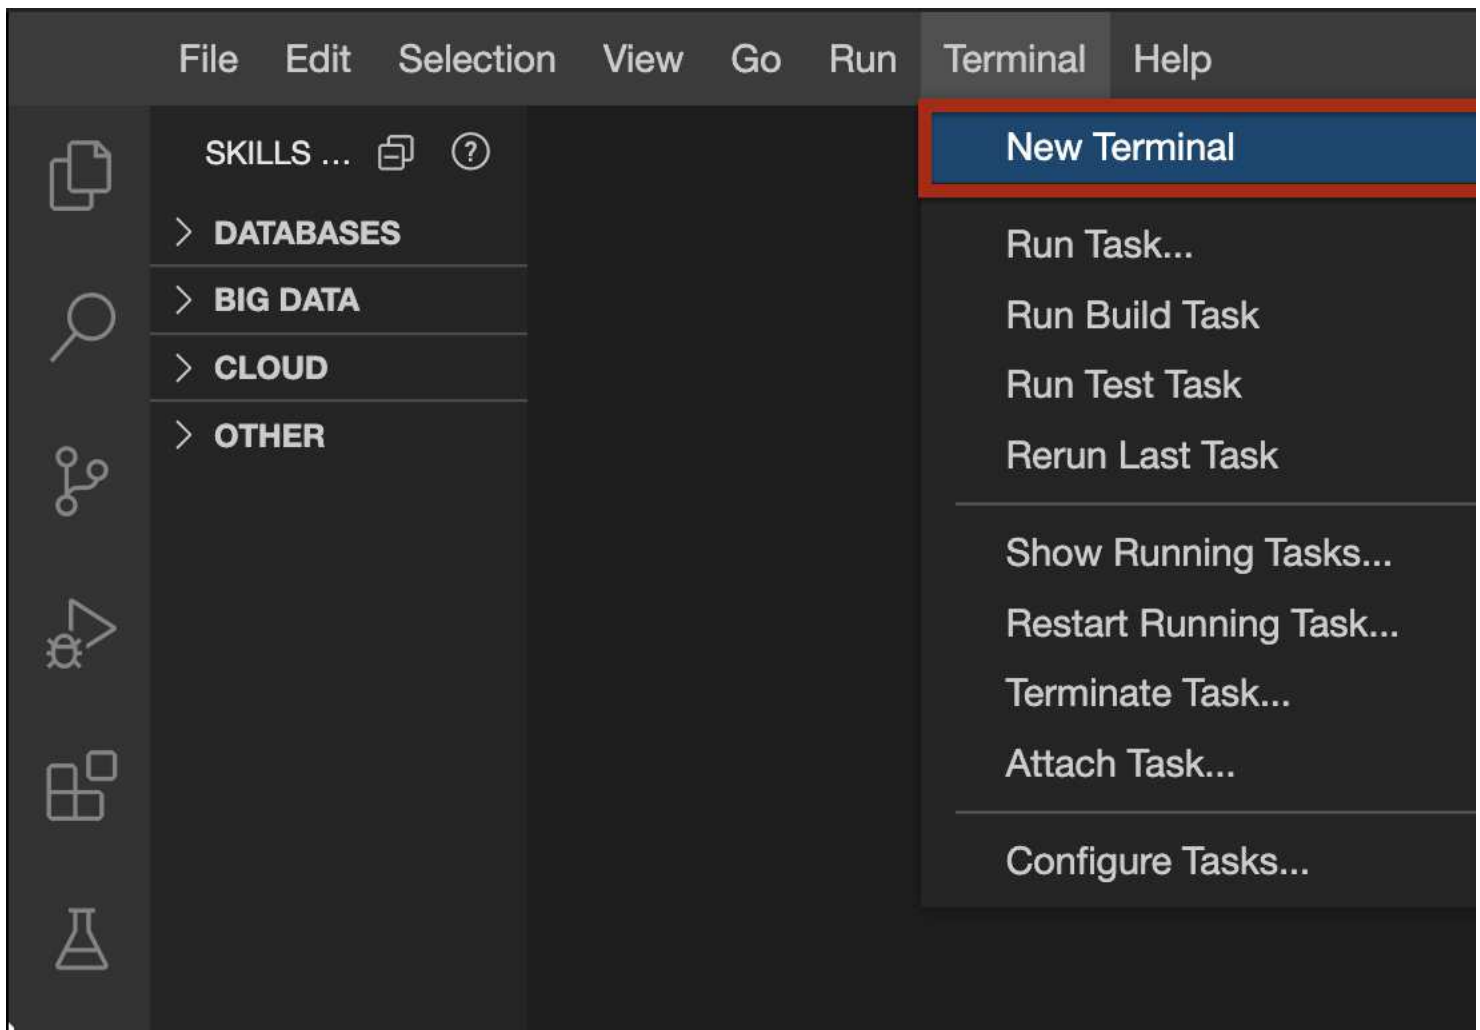 File Edit Selection View Go Run Terminal Help
SKILLS ...
DATABASES
BIG DATA
CLOUD
OTHER
New Terminal
Run Task...
Run Build Task
Run Test Task
Rerun Last Task
Show Running Tasks...
Restart Running Task...
Terminate Task...
Attach Task...
Configure Tasks...